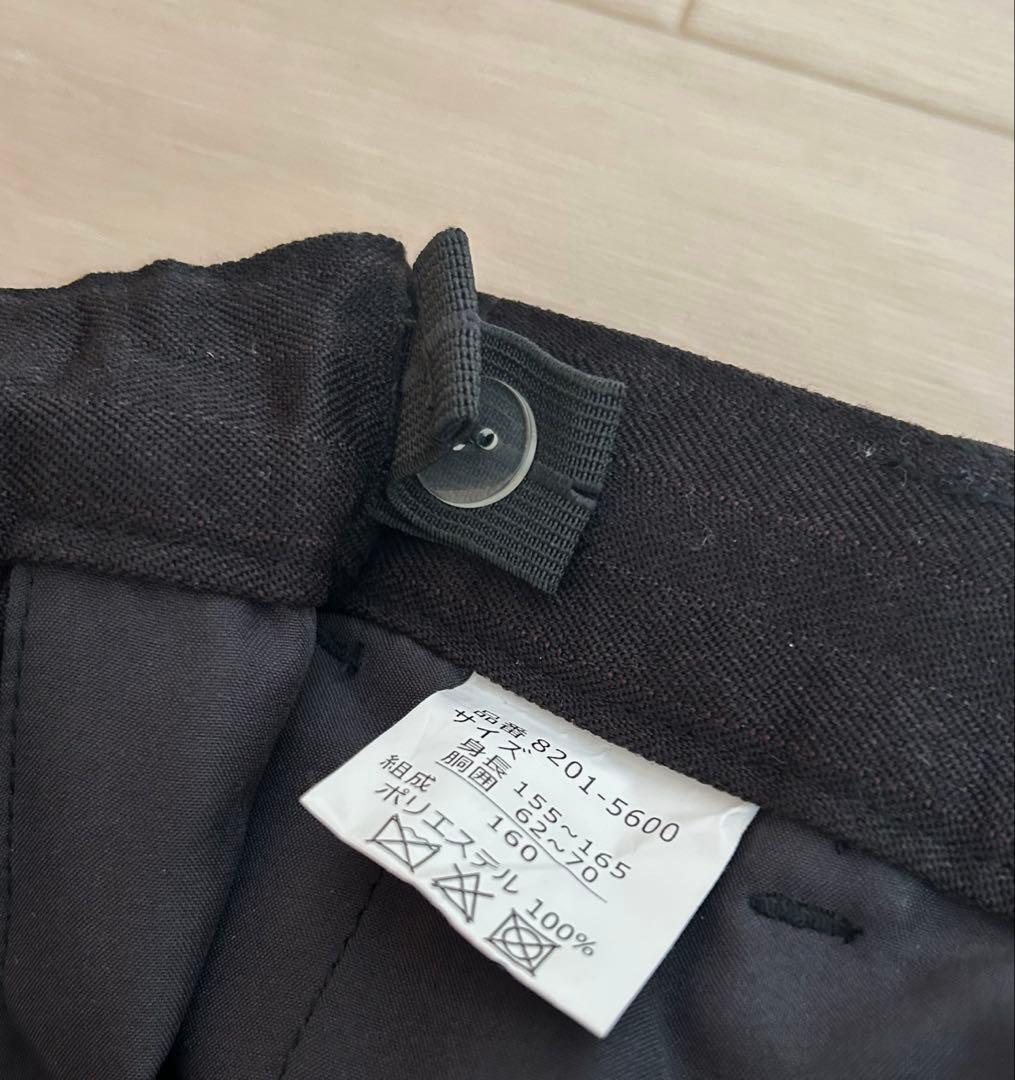 品番 8201-5600
サイズ
身長 155~165
胴囲 62~70
160
組成
ポリエステル 100%